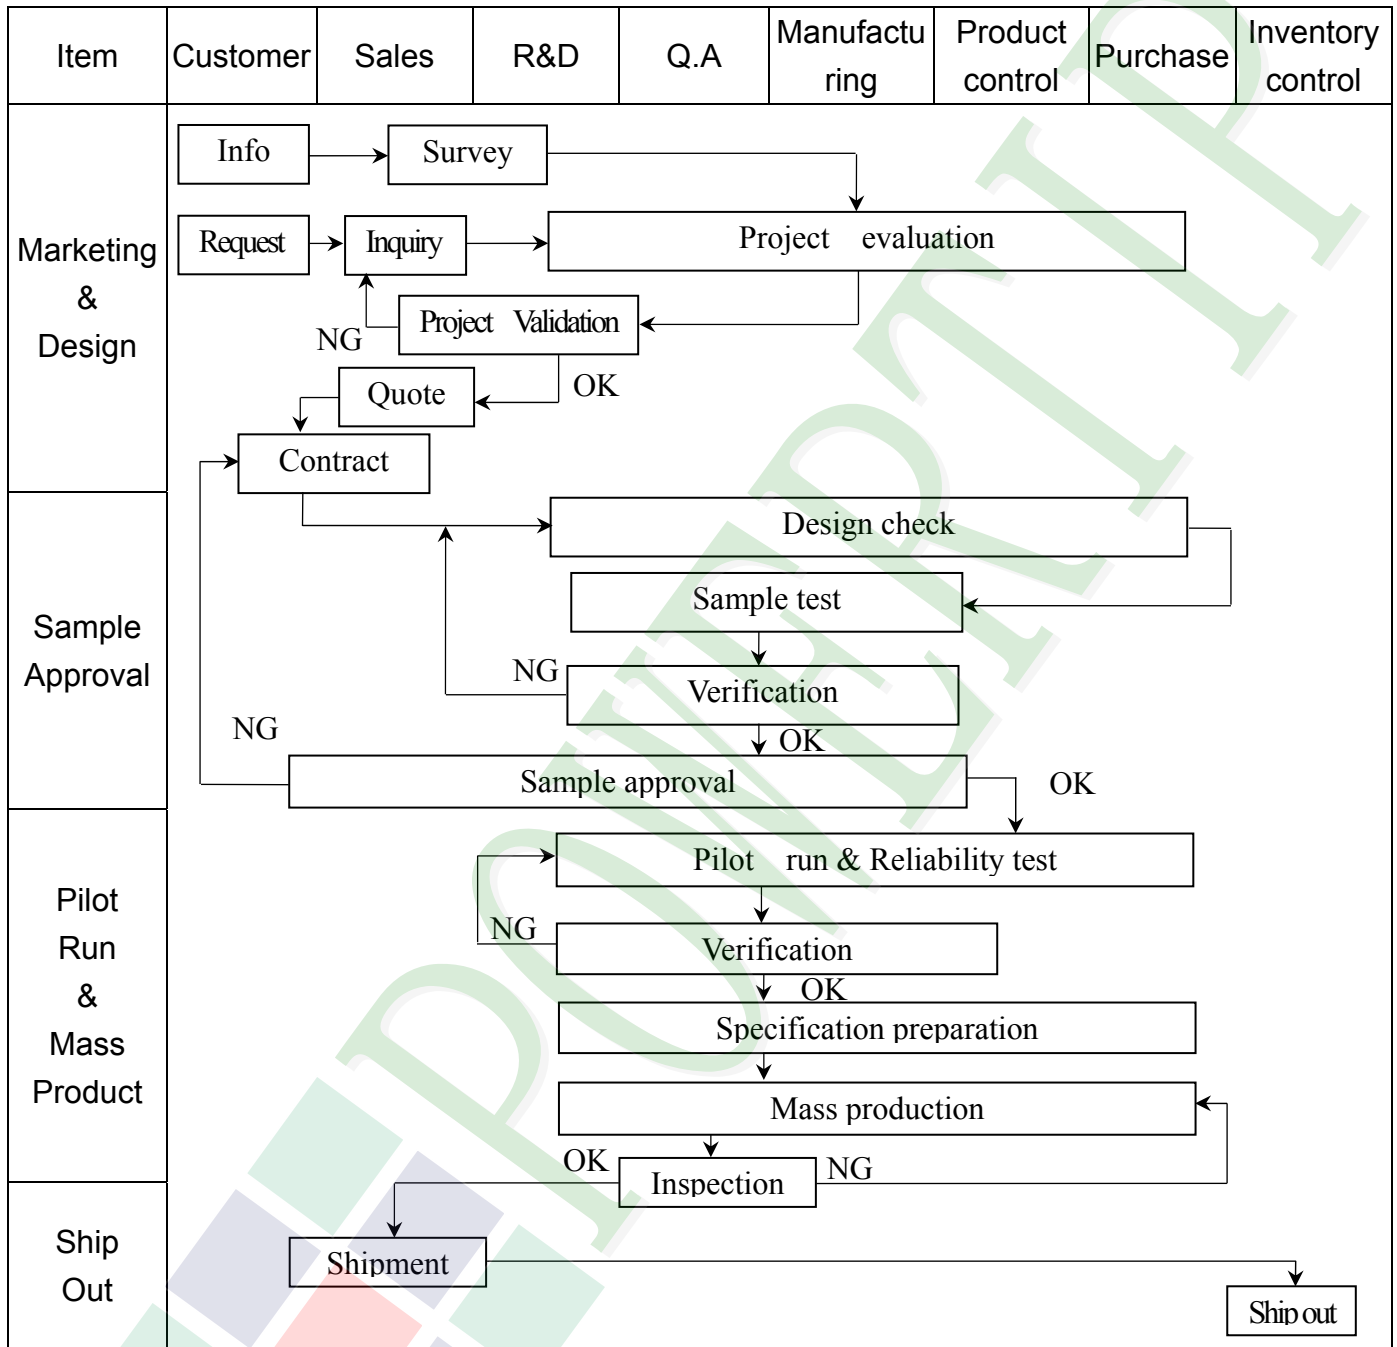 Item
Customer
Sales
R&D
Q.A
Manufactu
ring
Product
control
Purchase
Inventory
control
Marketing
&
Design
Info
Survey
Request
Inquiry
Project evaluation
NG
Project Validation
Quote
OK
Contract
Sample
Approval
Design check
Sample test
NG
Verification
NG
OK
Sample approval
OK
Pilot
Run
&
Mass
Product
Pilot run & Reliability test
NG
Verification
OK
Specification preparation
Mass production
OK
Inspection
NG
Ship
Out
Shipment
Ship out
POWERTIP